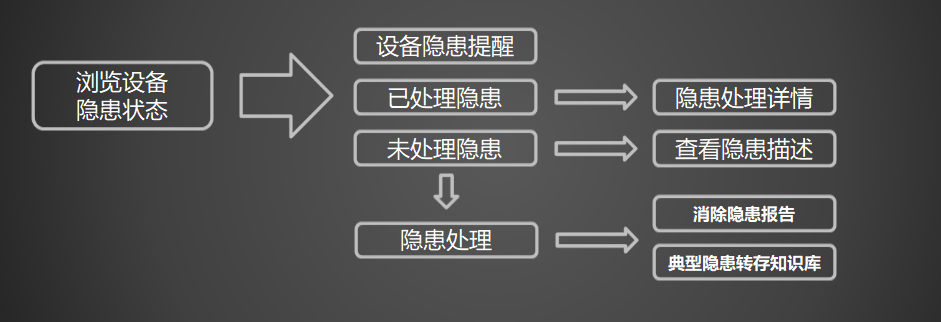 浏览设备
隐患状态
设备隐患提醒
已处理隐患
隐患处理详情
未处理隐患
查看隐患描述
隐患处理
消除隐患报告
典型隐患转存知识库